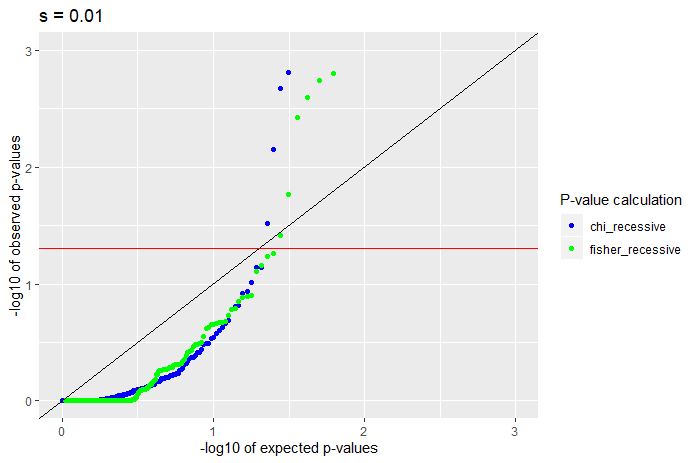 s = 0.01
3
2
1
0
-log10 of observed p-values
0
1
2
3
-log10 of expected p-values
P-value calculation
chi_recessive
fisher_recessive